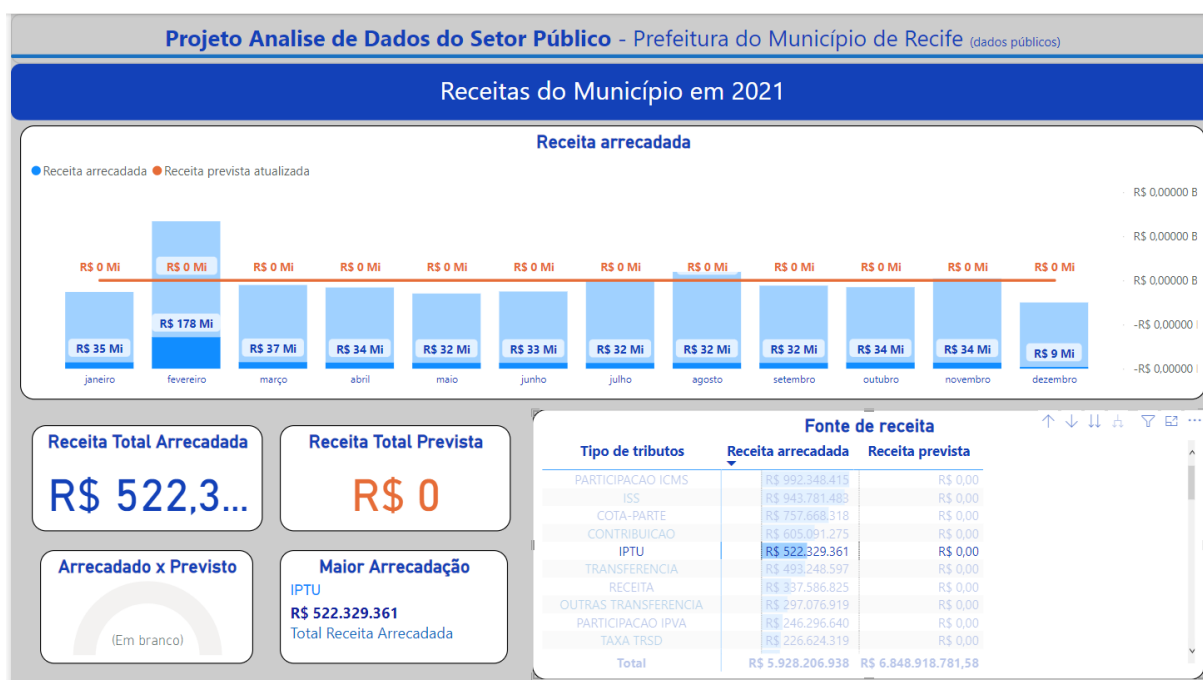 Projeto Analise de Dados do Setor Público - Prefeitura do Município de Recife (dados públicos)
Receitas do Município em 2021
Receita arrecadada
Receita arrecadada Receita prevista atualizada
R$ 0,00000 B
R$ 0,00000 B
R$ 0,00000 B
-R$ 0,00000
-R$ 0,00000
R$ 0 Mi R$ 0 Mi R$ 0 Mi R$ 0 Mi R$ 0 Mi R$ 0 Mi R$ 0 Mi R$ 0 Mi R$ 0 Mi R$ 0 Mi R$ 0 Mi R$ 0 Mi
R$ 35 Mi R$ 178 Mi R$ 37 Mi R$ 34 Mi R$ 32 Mi R$ 33 Mi R$ 32 Mi R$ 32 Mi R$ 32 Mi R$ 34 Mi R$ 34 Mi R$ 9 Mi
janeiro fevereiro março abril maio junho julho agosto setembro outubro novembro dezembro
Receita Total Arrecadada
R$ 522,3...
Receita Total Prevista
R$ 0
Arrecadado x Previsto
(Em branco)
Maior Arrecadação
IPTU
R$ 522.329.361
Total Receita Arrecadada
Fonte de receita
Tipo de tributos Receita arrecadada Receita prevista
PARTICIPACAO ICMS R$ 992.348.415 R$ 0,00
ISS R$ 943.781.483 R$ 0,00
COTA-PARTE R$ 757.668.318 R$ 0,00
CONTRIBUICAO R$ 605.091.275 R$ 0,00
IPTU R$ 522.329.361 R$ 0,00
TRANSFERENCIA R$ 493.248.597 R$ 0,00
RECEITA R$ 337.586.825 R$ 0,00
OUTRAS TRANSFERENCIA R$ 297.076.919 R$ 0,00
PARTICIPACAO IPVA R$ 246.296.640 R$ 0,00
TAXA TRSD R$ 226.624.319 R$ 0,00
Total R$ 5.928.206.938 R$ 6.848.918.781,58